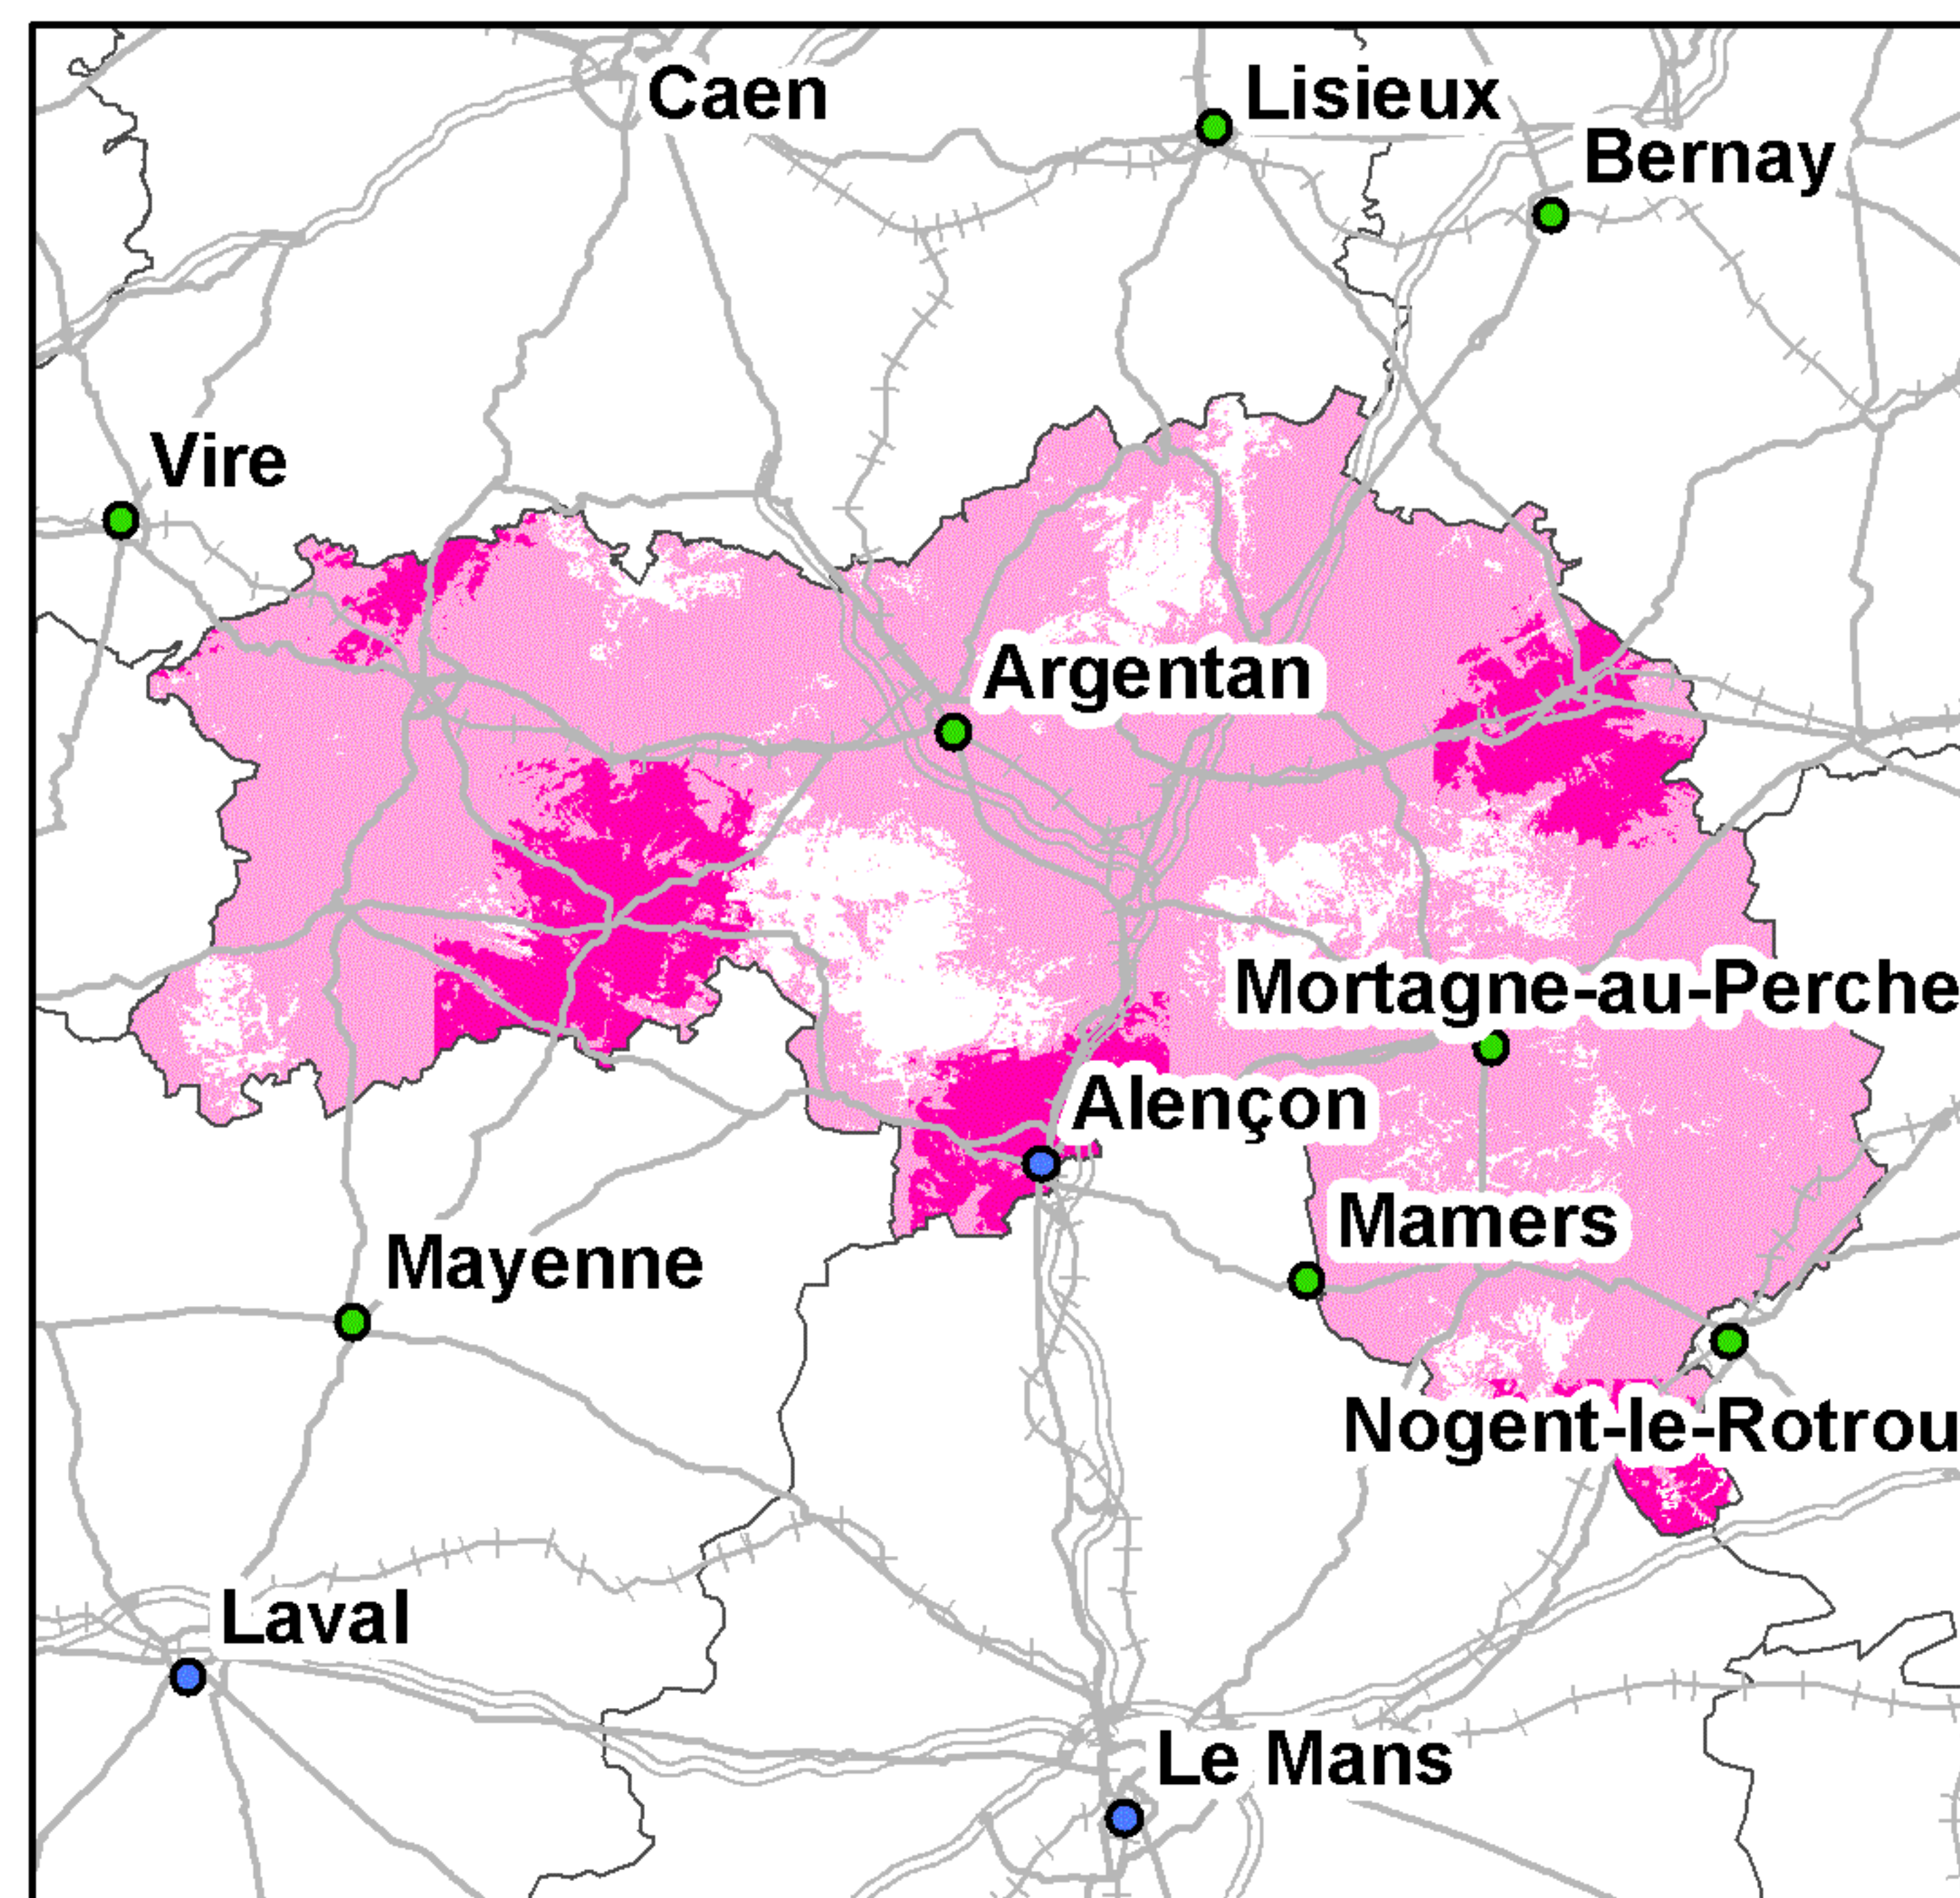 Caen
Lisieux
Bernay
Vire
Argentan
Mortagne-au-Perche
Alençon
Mamers
Mayenne
Nogent-le-Rotrou
Laval
Le Mans